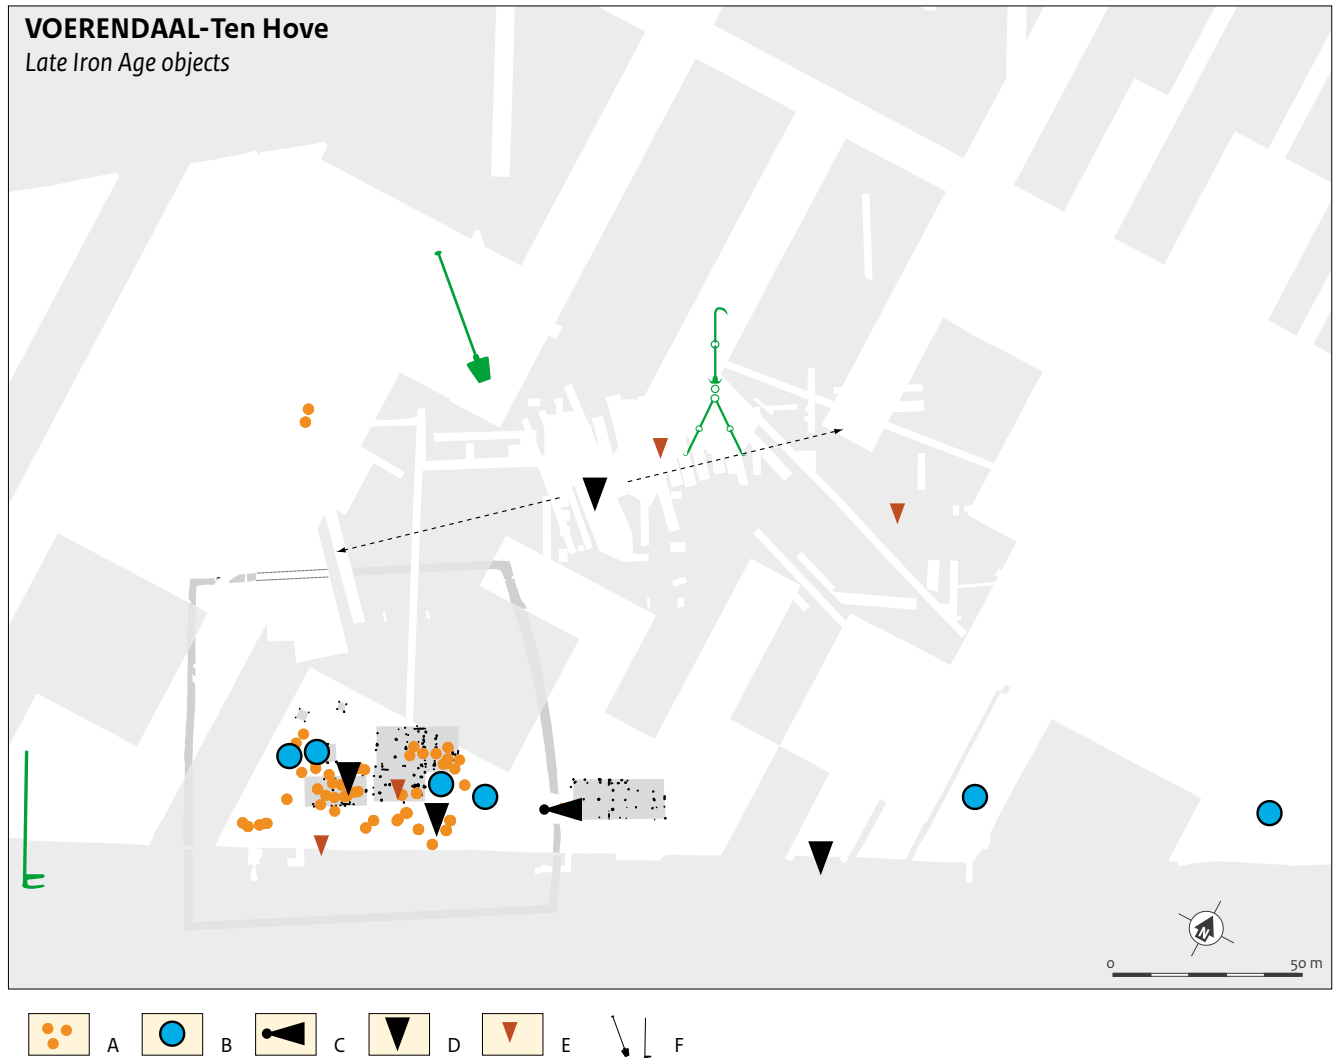 VOERENDAAL-Ten Hove
Late Iron Age objects
N
0 50 m
A B C D E F